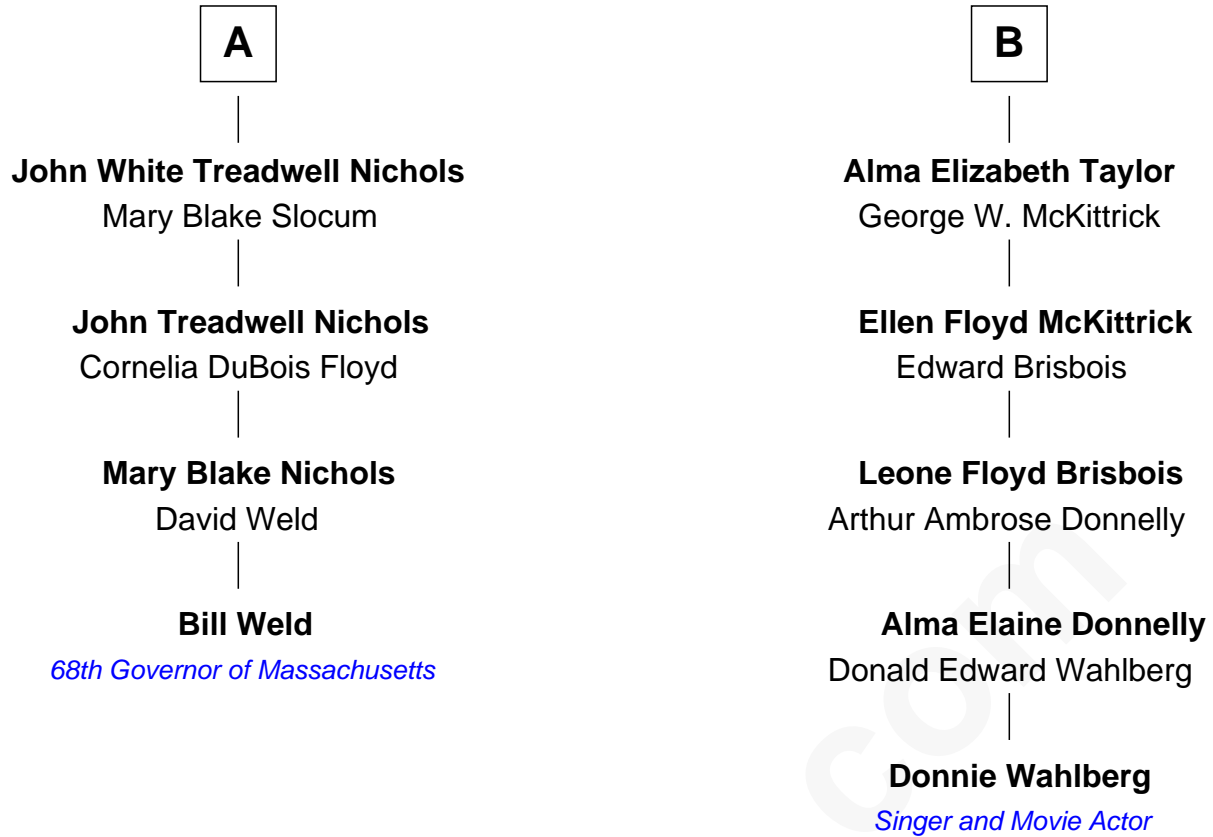 A
John White Treadwell Nichols
Mary Blake Slocum
John Treadwell Nichols
Cornelia DuBois Floyd
Mary Blake Nichols
David Weld
Bill Weld
68th Governor of Massachusetts
B
Alma Elizabeth Taylor
George W. McKittrick
Ellen Floyd McKittrick
Edward Brisbois
Leone Floyd Brisbois
Arthur Ambrose Donnelly
Alma Elaine Donnelly
Donald Edward Wahlberg
Donnie Wahlberg
Singer and Movie Actor
com